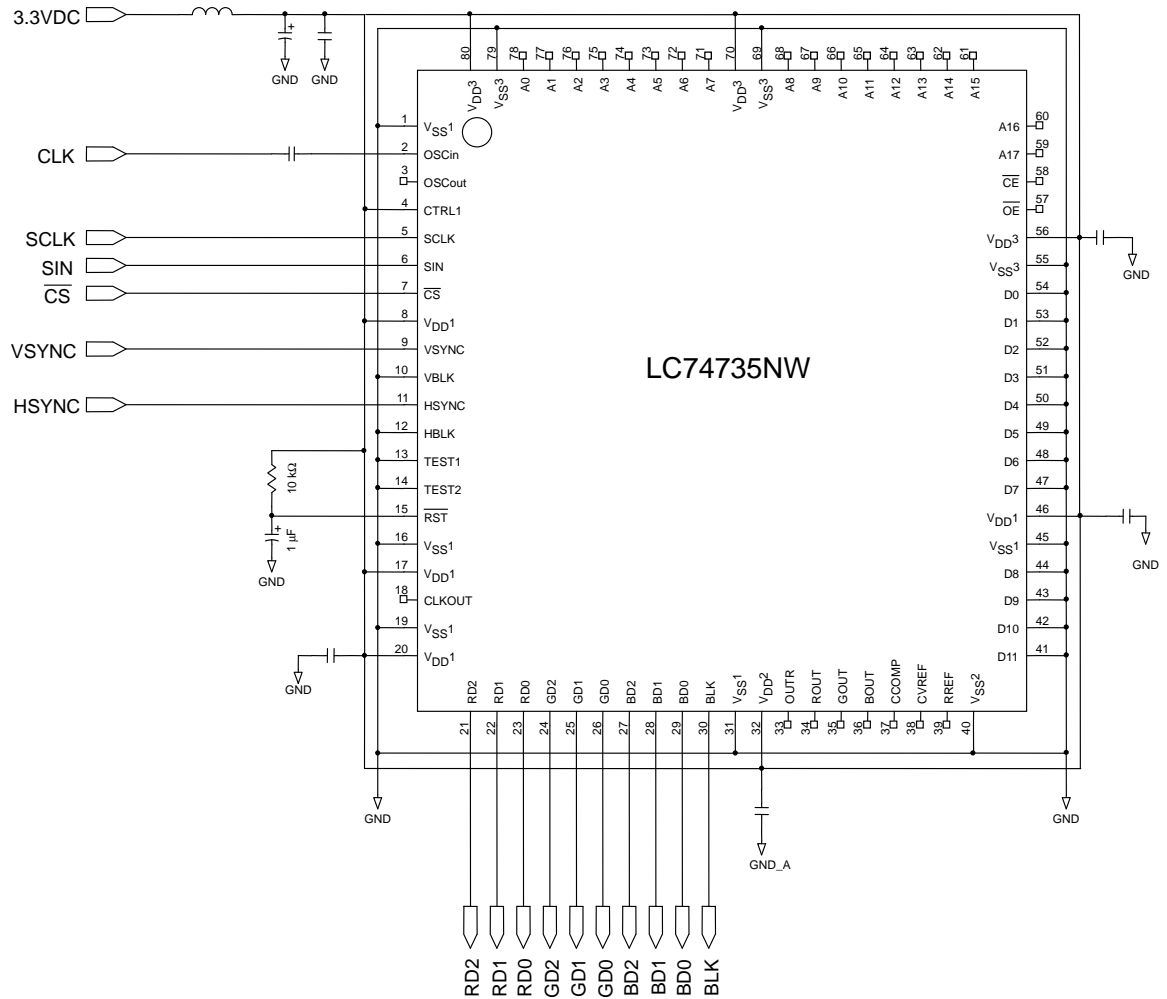 3.3VDC
GND
GND
80
79
78
77
76
75
74
73
72
71
70
69
68
67
66
65
64
63
62
61
VDD3
VSS3
A0
A1
A2
A3
A4
A5
A6
A7
VDD3
VSS3
A8
A9
A10
A11
A12
A13
A14
A15
1 VSS1
CLK 2 OSCin
3 OSCout
4 CTRL1
SCLK 5 SCLK
SIN 6 SIN
CS 7 CS
8 VDD1
VSYNC 9 VSYNC
10 VBLK
HSYNC 11 HSYNC
12 HBLK
13 TEST1
14 TEST2
10 kΩ
15 RST
1 µF
GND
16 VSS1
17 VDD1
18 CLKOUT
19 VSS1
20 VDD1
GND
LC74735NW
A16 60
A17 59
CE 58
OE 57
VDD3 56
GND
VSS3 55
D0 54
D1 53
D2 52
D3 51
D4 50
D5 49
D6 48
D7 47
VDD1 46
GND
VSS1 45
D8 44
D9 43
D10 42
D11 41
RD2
RD1
RD0
GD2
GD1
GD0
BD2
BD1
BD0
BLK
VSS1
VDD2
OUTR
ROUT
GOUT
BOUT
CCOMP
CVREF
RREF
VSS2
21
22
23
24
25
26
27
28
29
30
31
32
33
34
35
36
37
38
39
40
GND
GND
GND_A
RD2
RD1
RD0
GD2
GD1
GD0
BD2
BD1
BD0
BLK